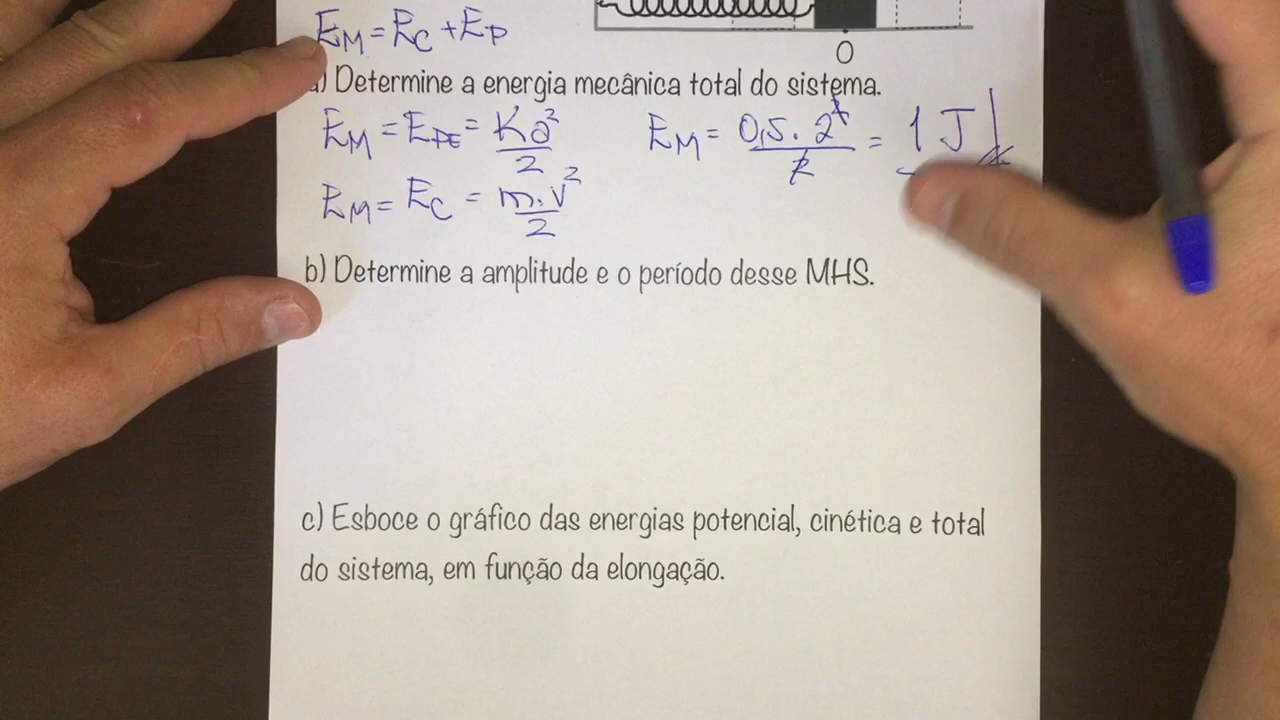 EM = EC + EP
O
a) Determine a energia mecânica total do sistema.
EM = EPE = Ka²/2
EM = 0,5 . 2²/2 = 1 J
EM = EC = m.v²/2
b) Determine a amplitude e o período desse MHS.
c) Esboce o gráfico das energias potencial, cinética e total
do sistema, em função da elongação.